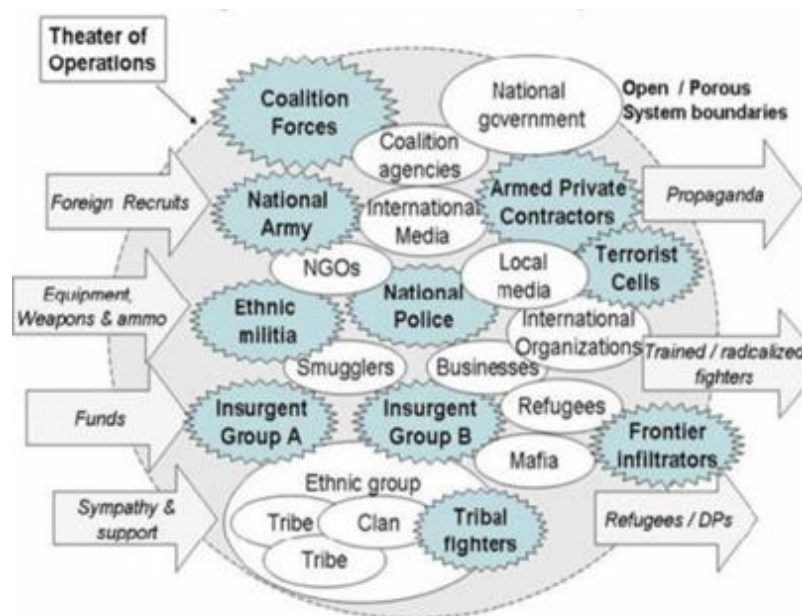 Theater of
Operations
Coalition
Forces
National
government
Open / Porous
System boundaries
Coalition
agencies
Foreign Recruits
National
Army
International
Media
Armed Private
Contractors
Propaganda
NGOs
Local
media
Terrorist
Cells
Equipment,
Weapons & ammo
Ethnic
militia
National
Police
International
Organizations
Trained / radicalized
fighters
Smugglers
Businesses
Funds
Insurgent
Group A
Insurgent
Group B
Refugees
Mafia
Frontier
infiltrators
Sympathy &
support
Ethnic group
Tribe
Clan
Tribe
Tribal
fighters
Refugees / DPs